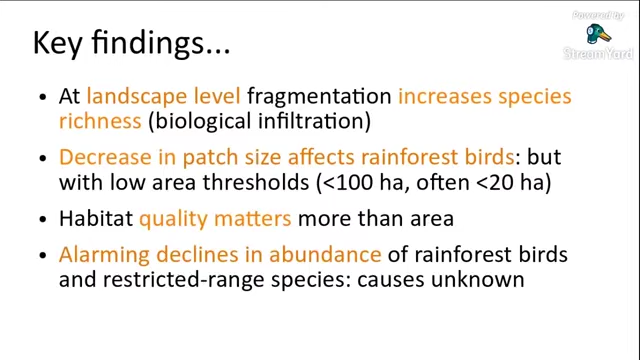 Key findings...
Powered by
StreamYard
• At landscape level fragmentation increases species
richness (biological infiltration)
• Decrease in patch size affects rainforest birds: but
with low area thresholds (<100 ha, often <20 ha)
• Habitat quality matters more than area
• Alarming declines in abundance of rainforest birds
and restricted-range species: causes unknown